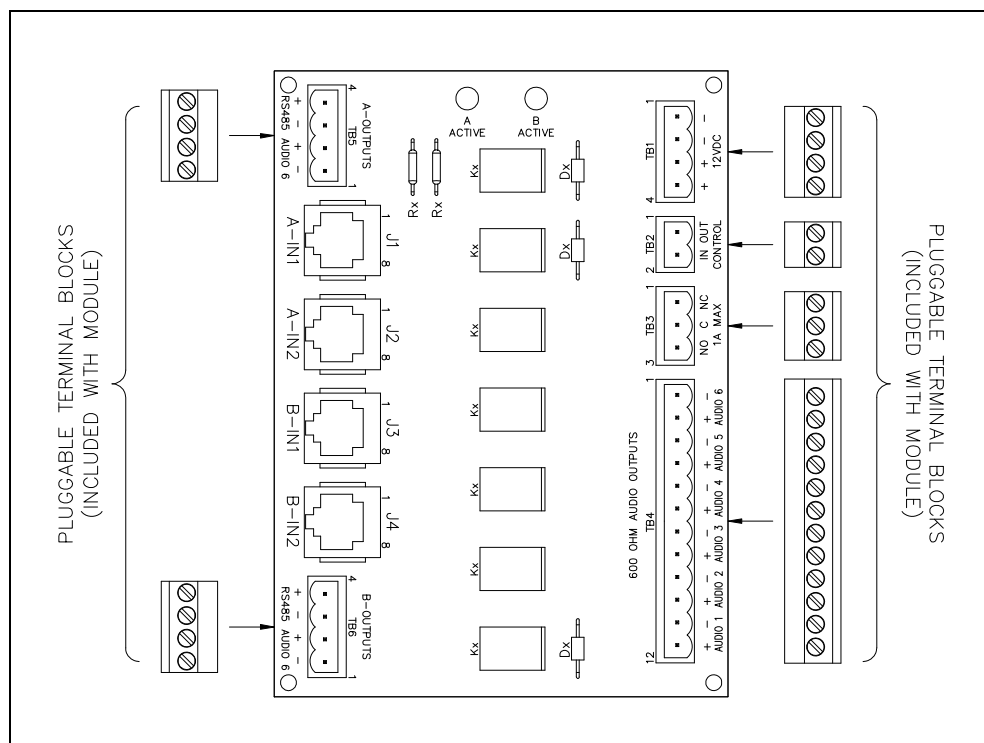 PLUGGABLE TERMINAL BLOCKS
(INCLUDED WITH MODULE)
A-OUTPUTS
TB5
4
1
+ - + -
RS485 AUDIO 6
A-IN1
J1
1
8
A-IN2
J2
1
8
B-IN1
J3
1
8
B-IN2
J4
1
8
B-OUTPUTS
TB6
4
1
+ - + -
RS485 AUDIO 6
A
ACTIVE
B
ACTIVE
Rx
Rx
Kx
Kx
Kx
Kx
Kx
Kx
Kx
Dx
Dx
Dx
TB1
1
4
+ + - -
12VDC
TB2
1
2
IN OUT
CONTROL
TB3
1
3
NO C NC
1A MAX
600 OHM AUDIO OUTPUTS
TB4
1
12
+ - + - + - + - + - + -
AUDIO 1 AUDIO 2 AUDIO 3 AUDIO 4 AUDIO 5 AUDIO 6
PLUGGABLE TERMINAL BLOCKS
(INCLUDED WITH MODULE)